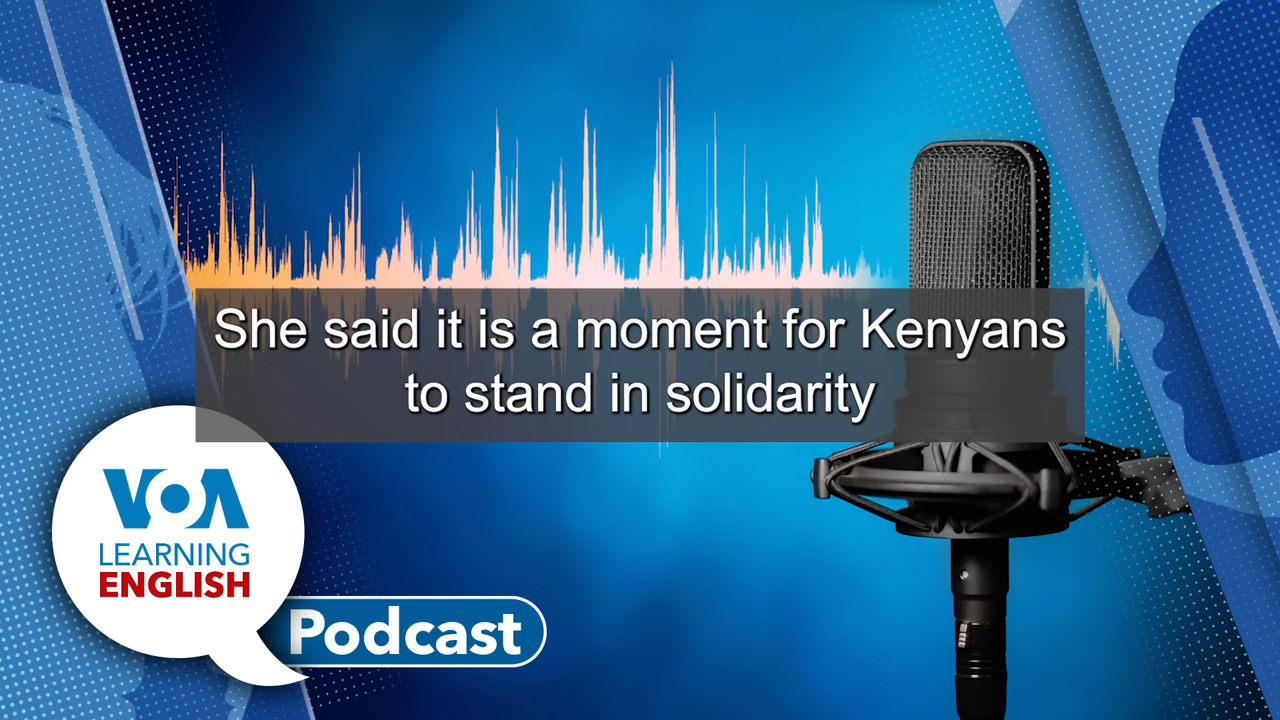 She said it is a moment for Kenyans
to stand in solidarity
VOA
LEARNING
ENGLISH
Podcast